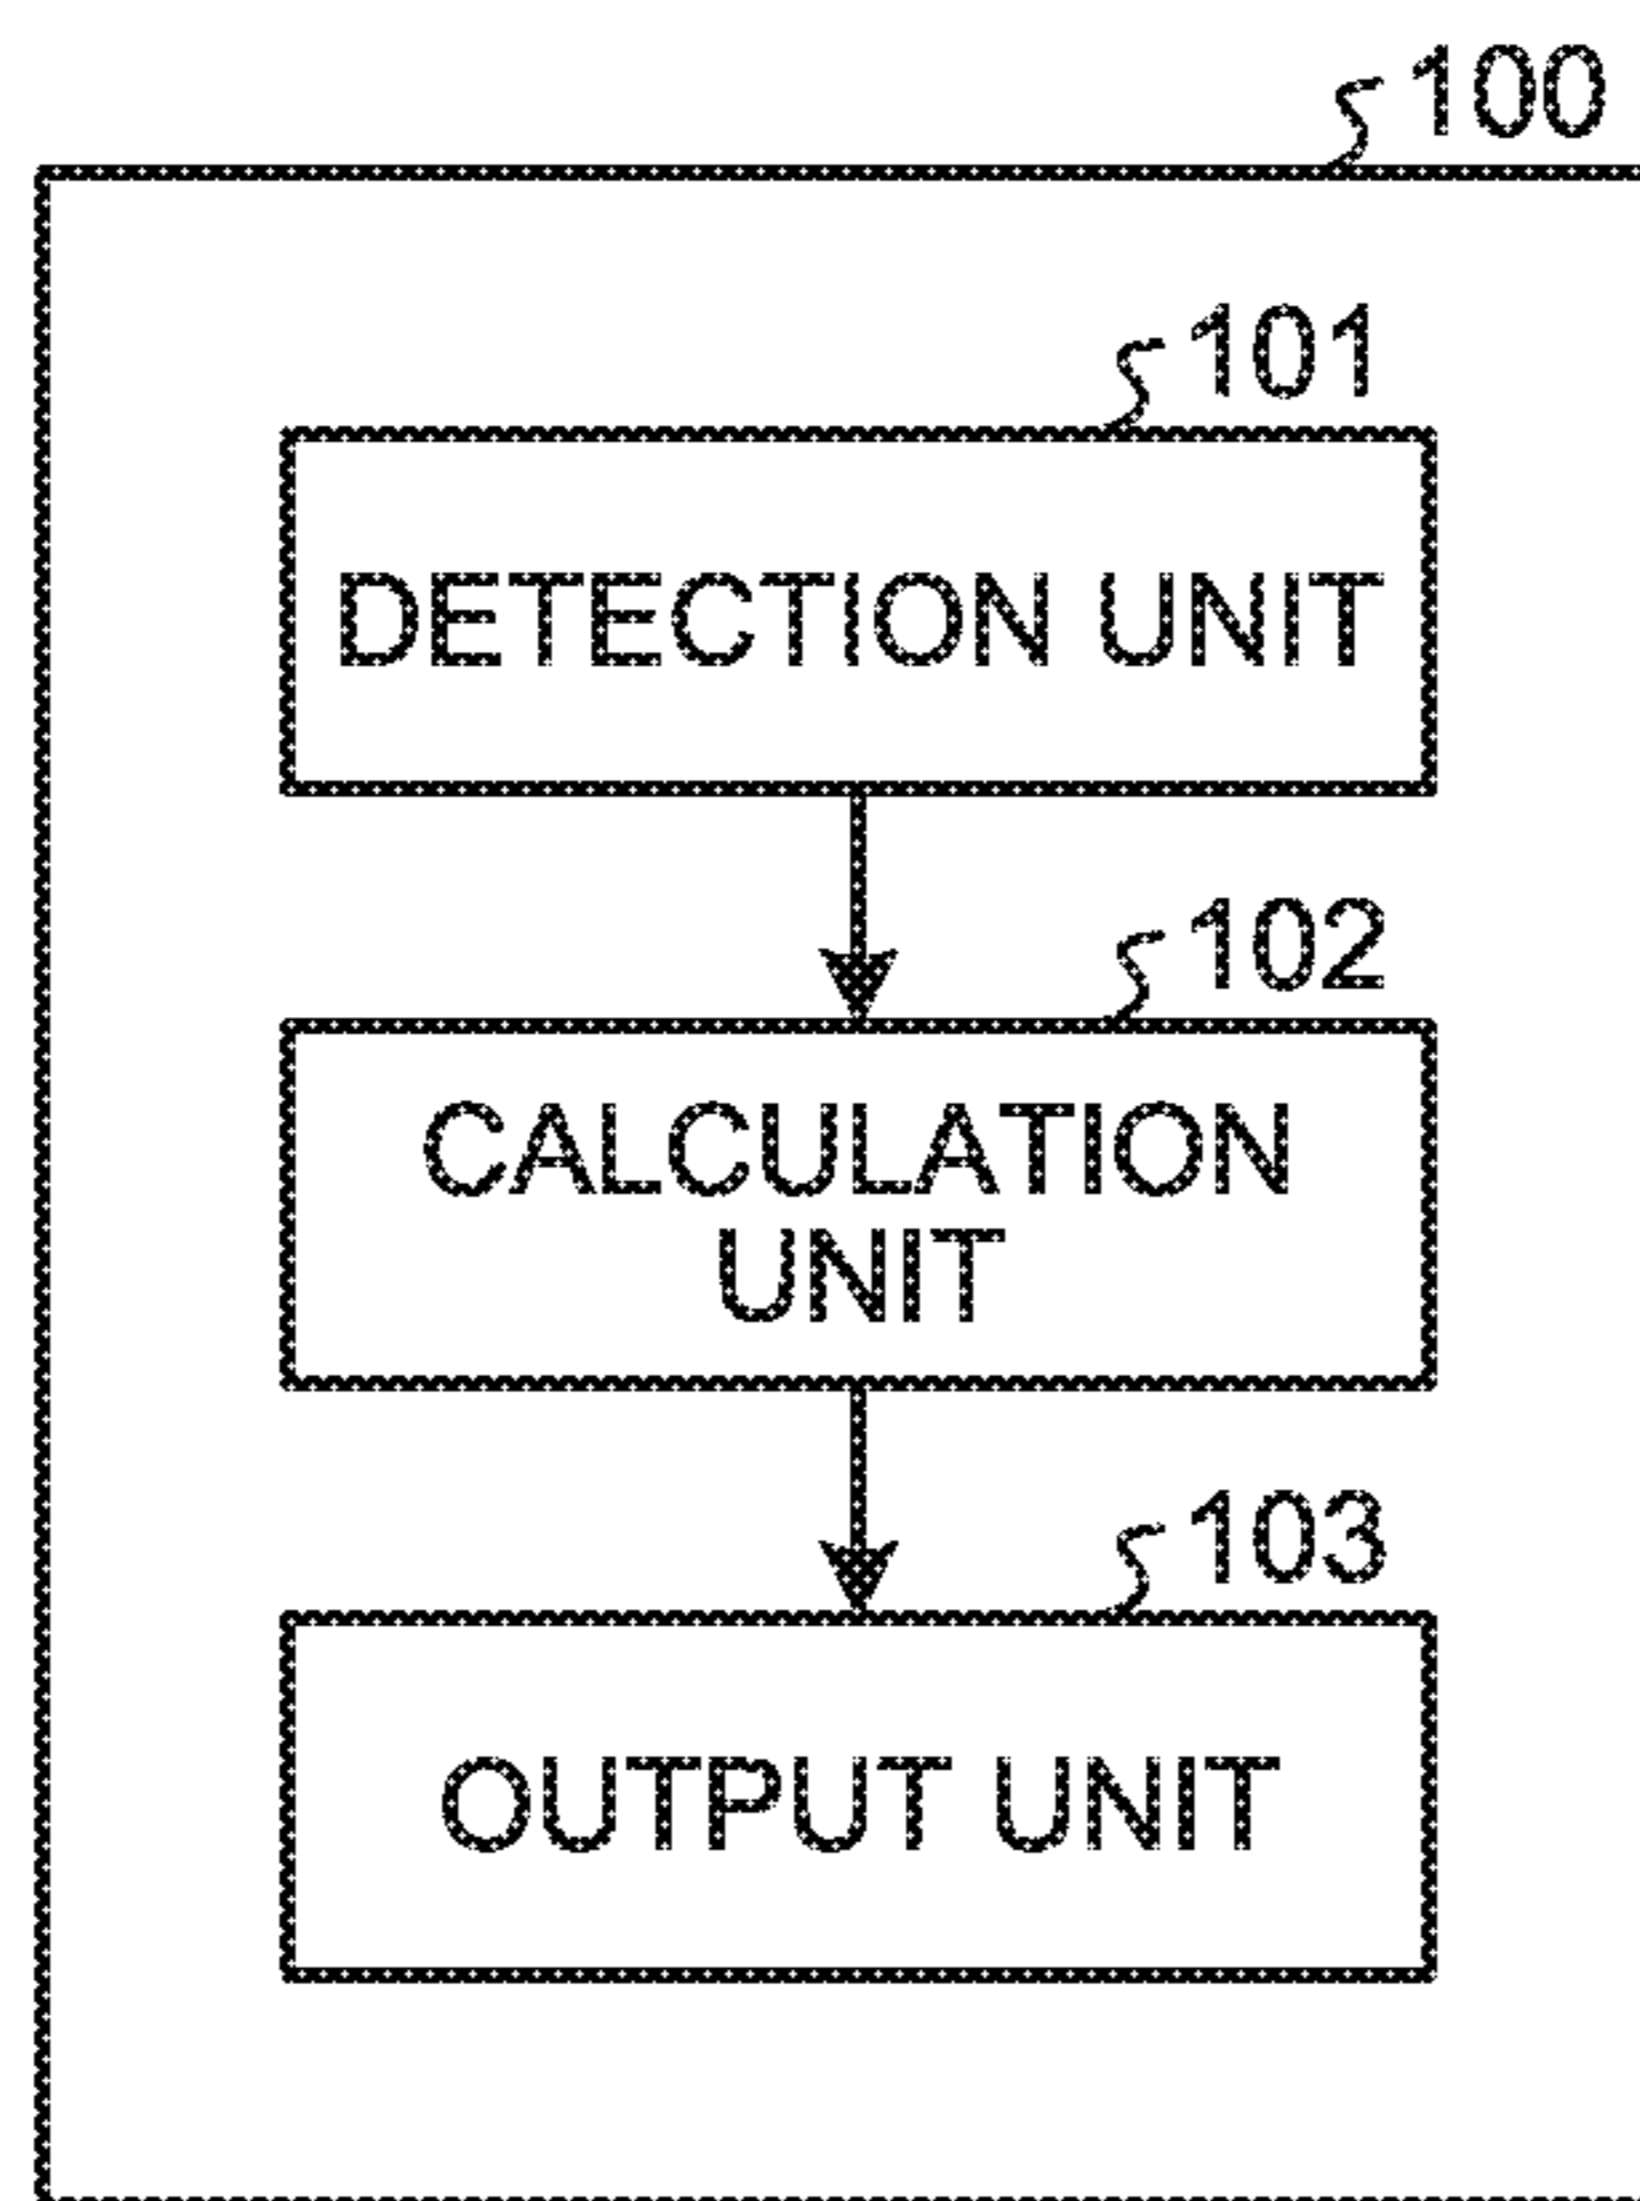 100
101
DETECTION UNIT
102
CALCULATION
UNIT
103
OUTPUT UNIT